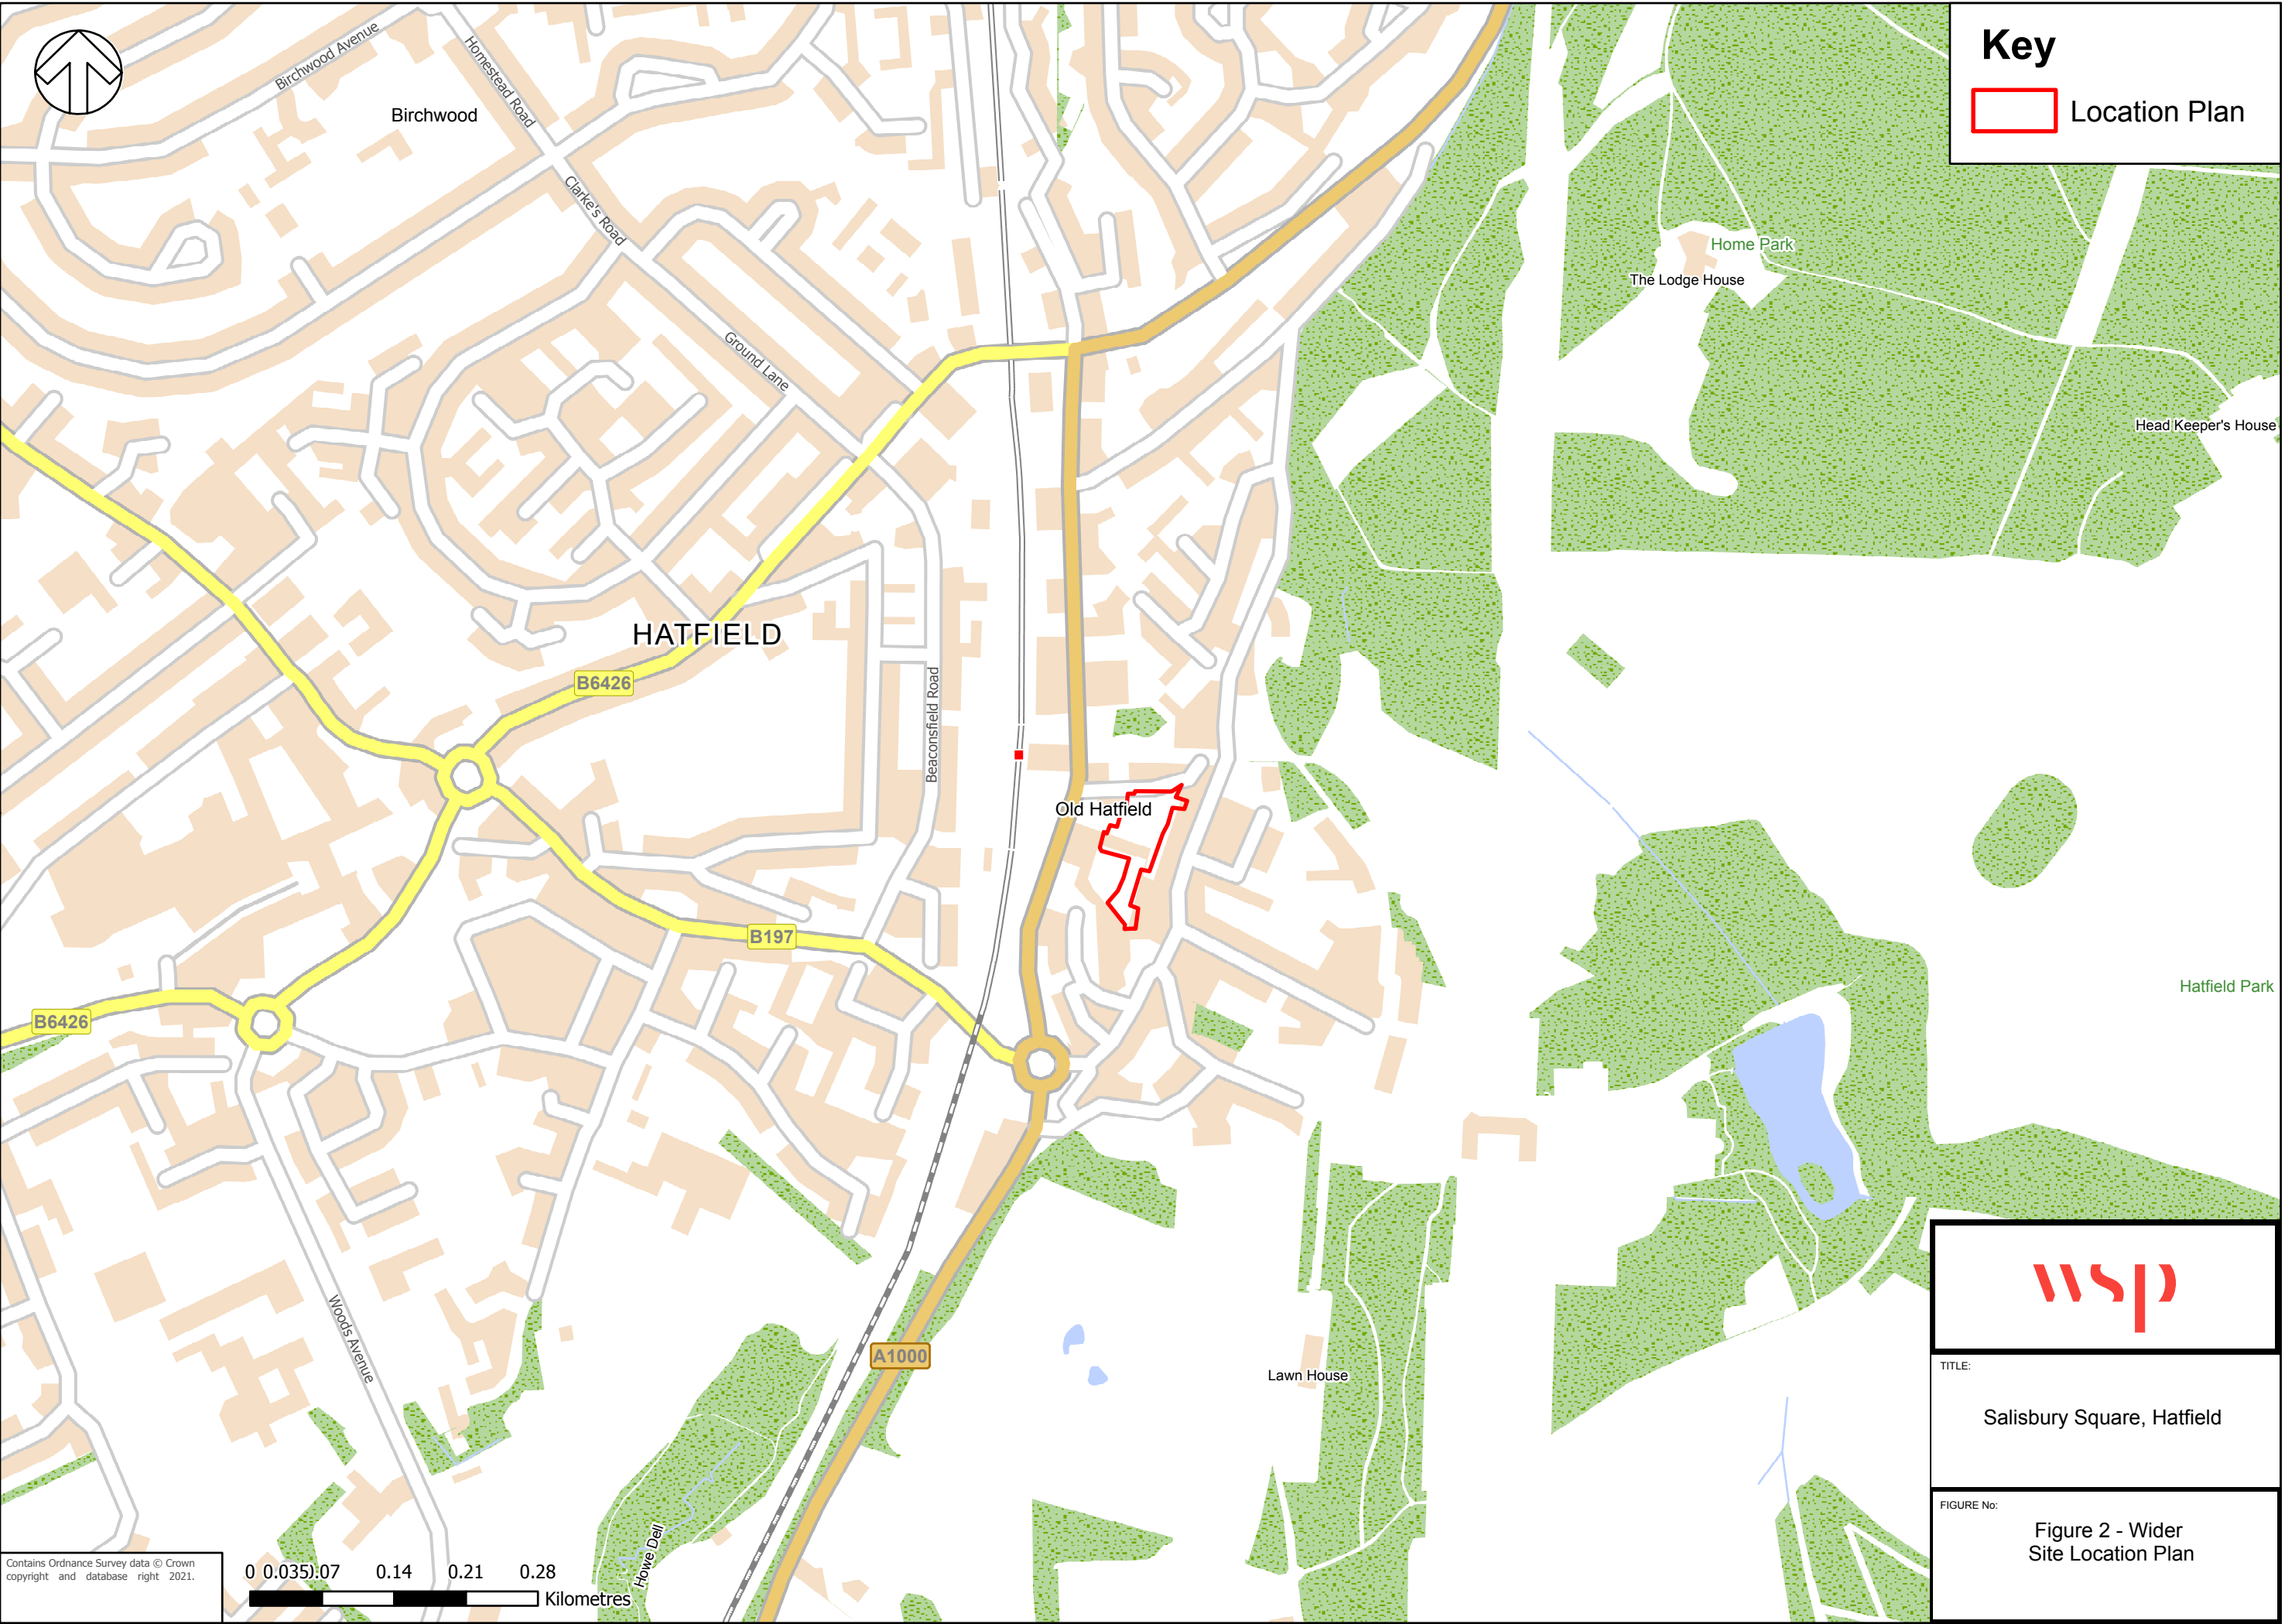 Key
Location Plan
Birchwood Avenue
Homestead Road
Birchwood
Clarke's Road
Home Park
The Lodge House
Ground Lane
Head Keeper's House
HATFIELD
B6426
Beaconsfield Road
Old Hatfield
B197
Hatfield Park
B6426
Woods Avenue
A1000
Lawn House
Howe Dell
wsp
TITLE:
Salisbury Square, Hatfield
FIGURE No:
Figure 2 - Wider
Site Location Plan
Contains Ordnance Survey data © Crown
copyright and database right 2021.
0 0.035 0.07 0.14 0.21 0.28
Kilometres